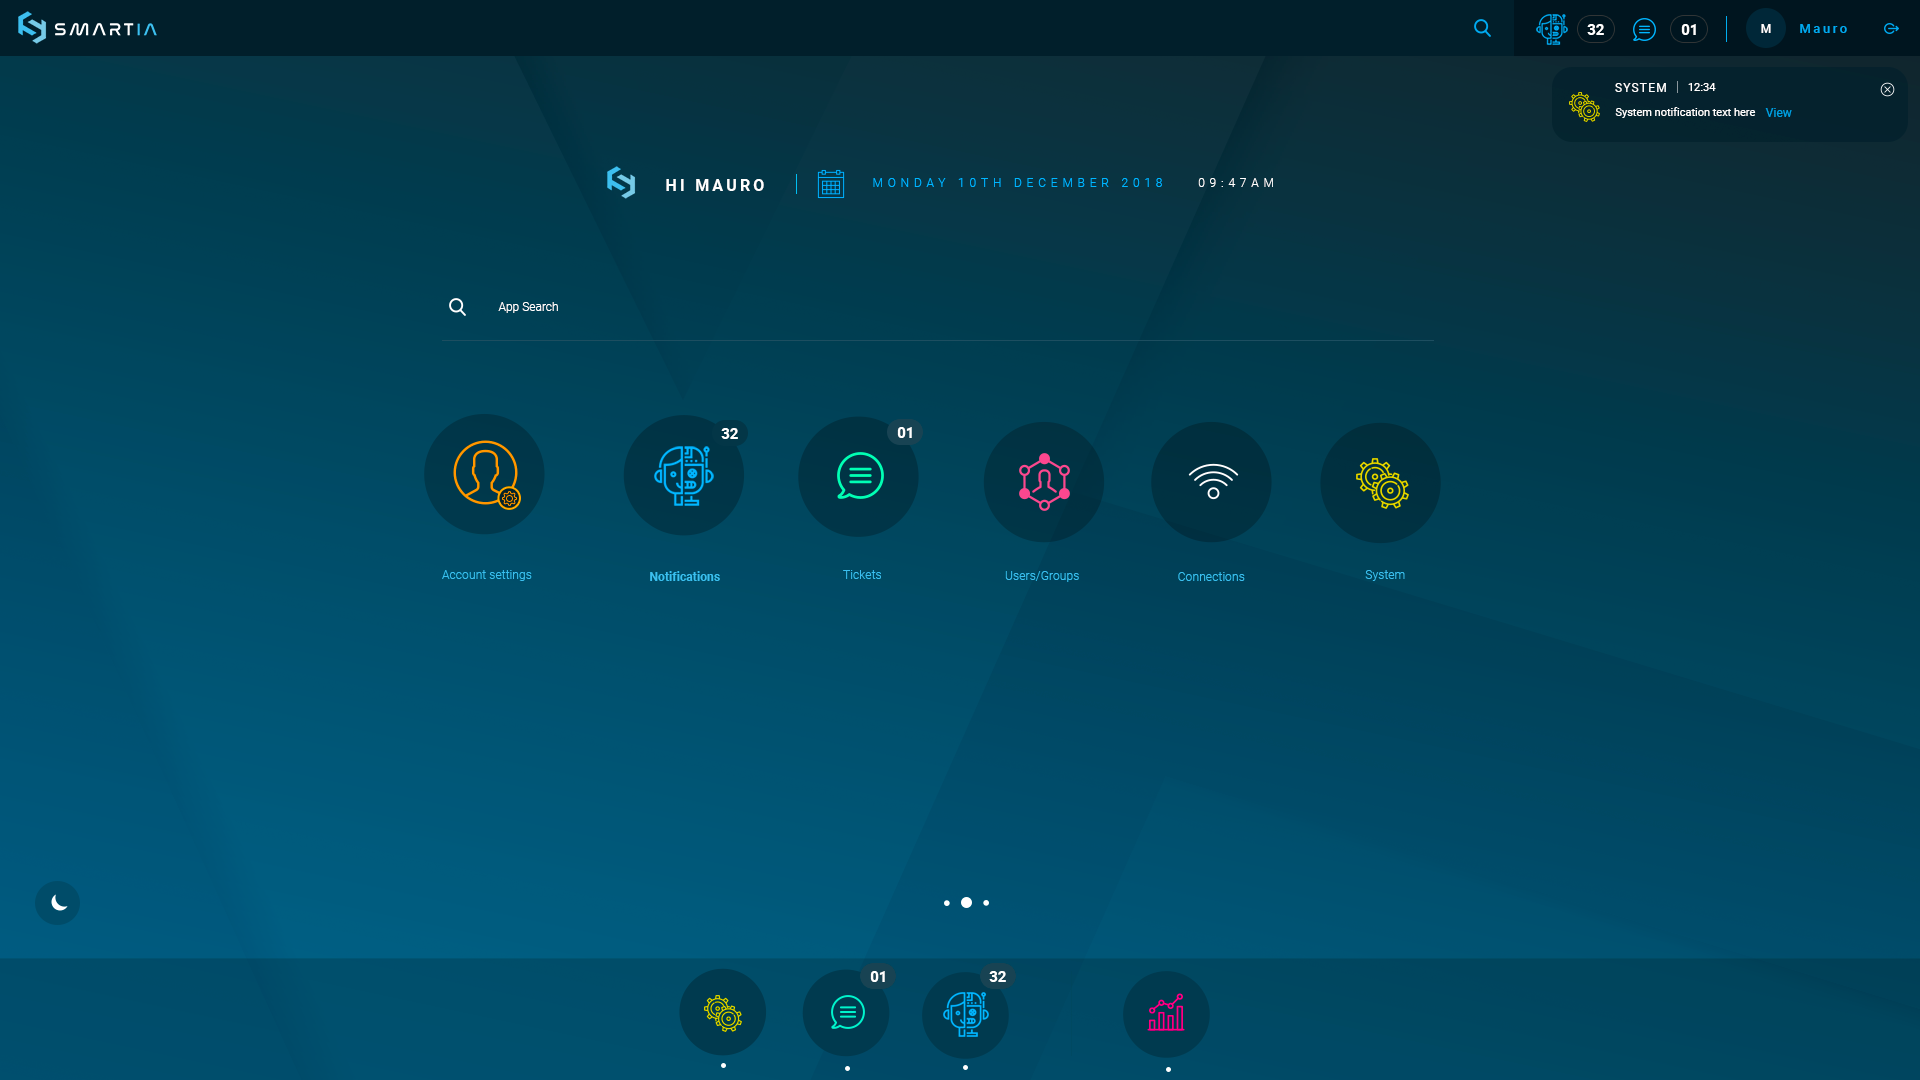 SMARTIA
32
01
M
Mauro
SYSTEM 12:34
System notification text here View
HI MAURO
MONDAY 10TH DECEMBER 2018
09:47AM
App Search
32
01
Account settings
Notifications
Tickets
Users/Groups
Connections
System
01
32